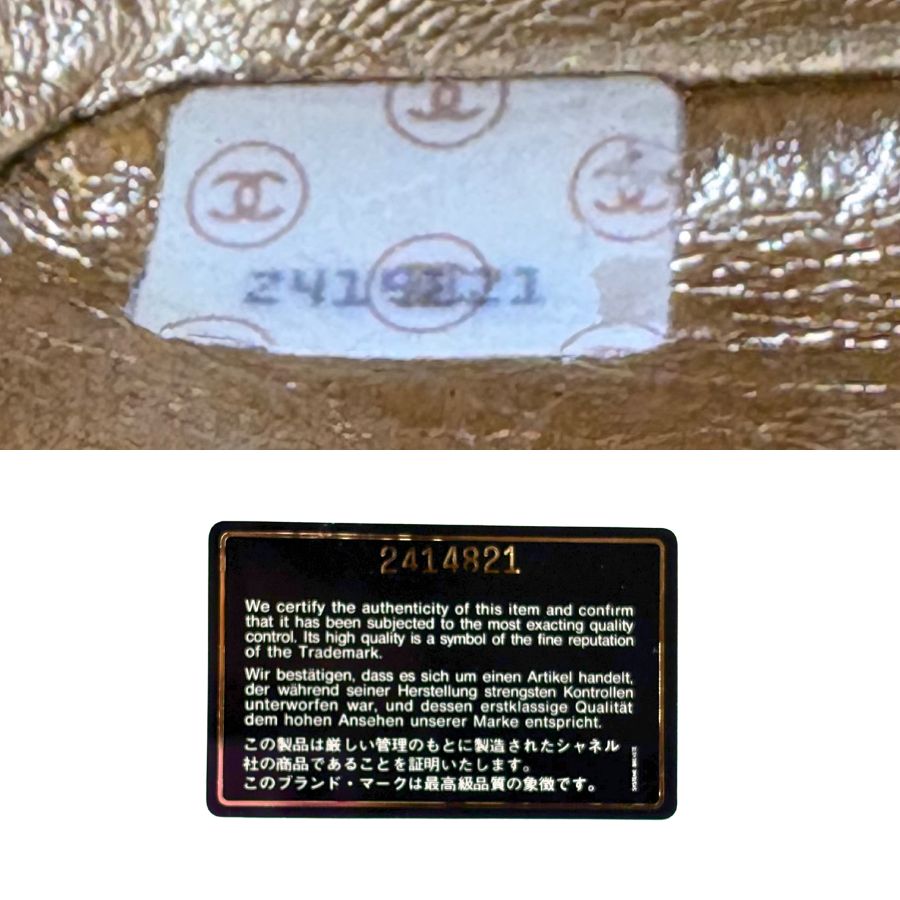 2414821
We certify the authenticity of this item and confirm
that it has been subjected to the most exacting quality
control. Its high quality is a symbol of the fine reputation
of the Trademark.
Wir bestätigen, dass es sich um einen Artikel handelt,
der während seiner Herstellung strengsten Kontrollen
unterworfen war, und dessen erstklassige Qualität
dem hohen Ansehen unserer Marke entspricht.
この製品は厳しい管理のもとに製造されたシャネル
社の商品であることを証明いたします。
このブランド・マークは最高級品質の象徴です。